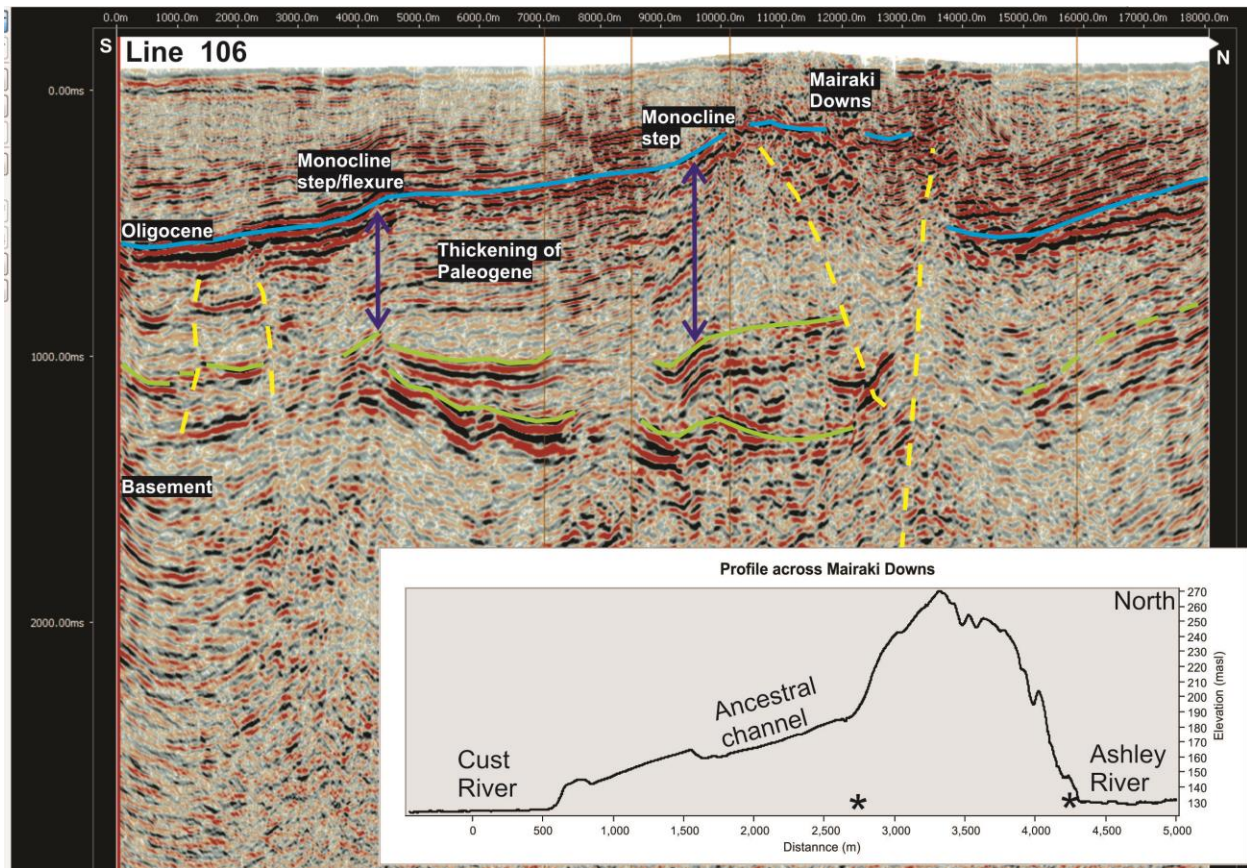 0.0m 1000.0m 2000.0m 3000.0m 4000.0m 5000.0m 6000.0m 7000.0m 8000.0m 9000.0m 10000.0m 11000.0m 12000.0m 13000.0m 14000.0m 15000.0m 16000.0m 17000.0m 18000.0m
S
Line 106
N
0.00ms
Mairaki
Downs
Monocline
step
Monocline
step/flexure
Oligocene
Thickening of
Paleogene
1000.00ms
Basement
2000.00ms
Profile across Mairaki Downs
North
270
260
250
240
230
220
210
200
190
180
170
160
150
140
130
Elevation (masl)
Ancestral
channel
Cust
River
Ashley
River
* *
0 500 1,000 1,500 2,000 2,500 3,000 3,500 4,000 4,500 5,000
Distannce (m)